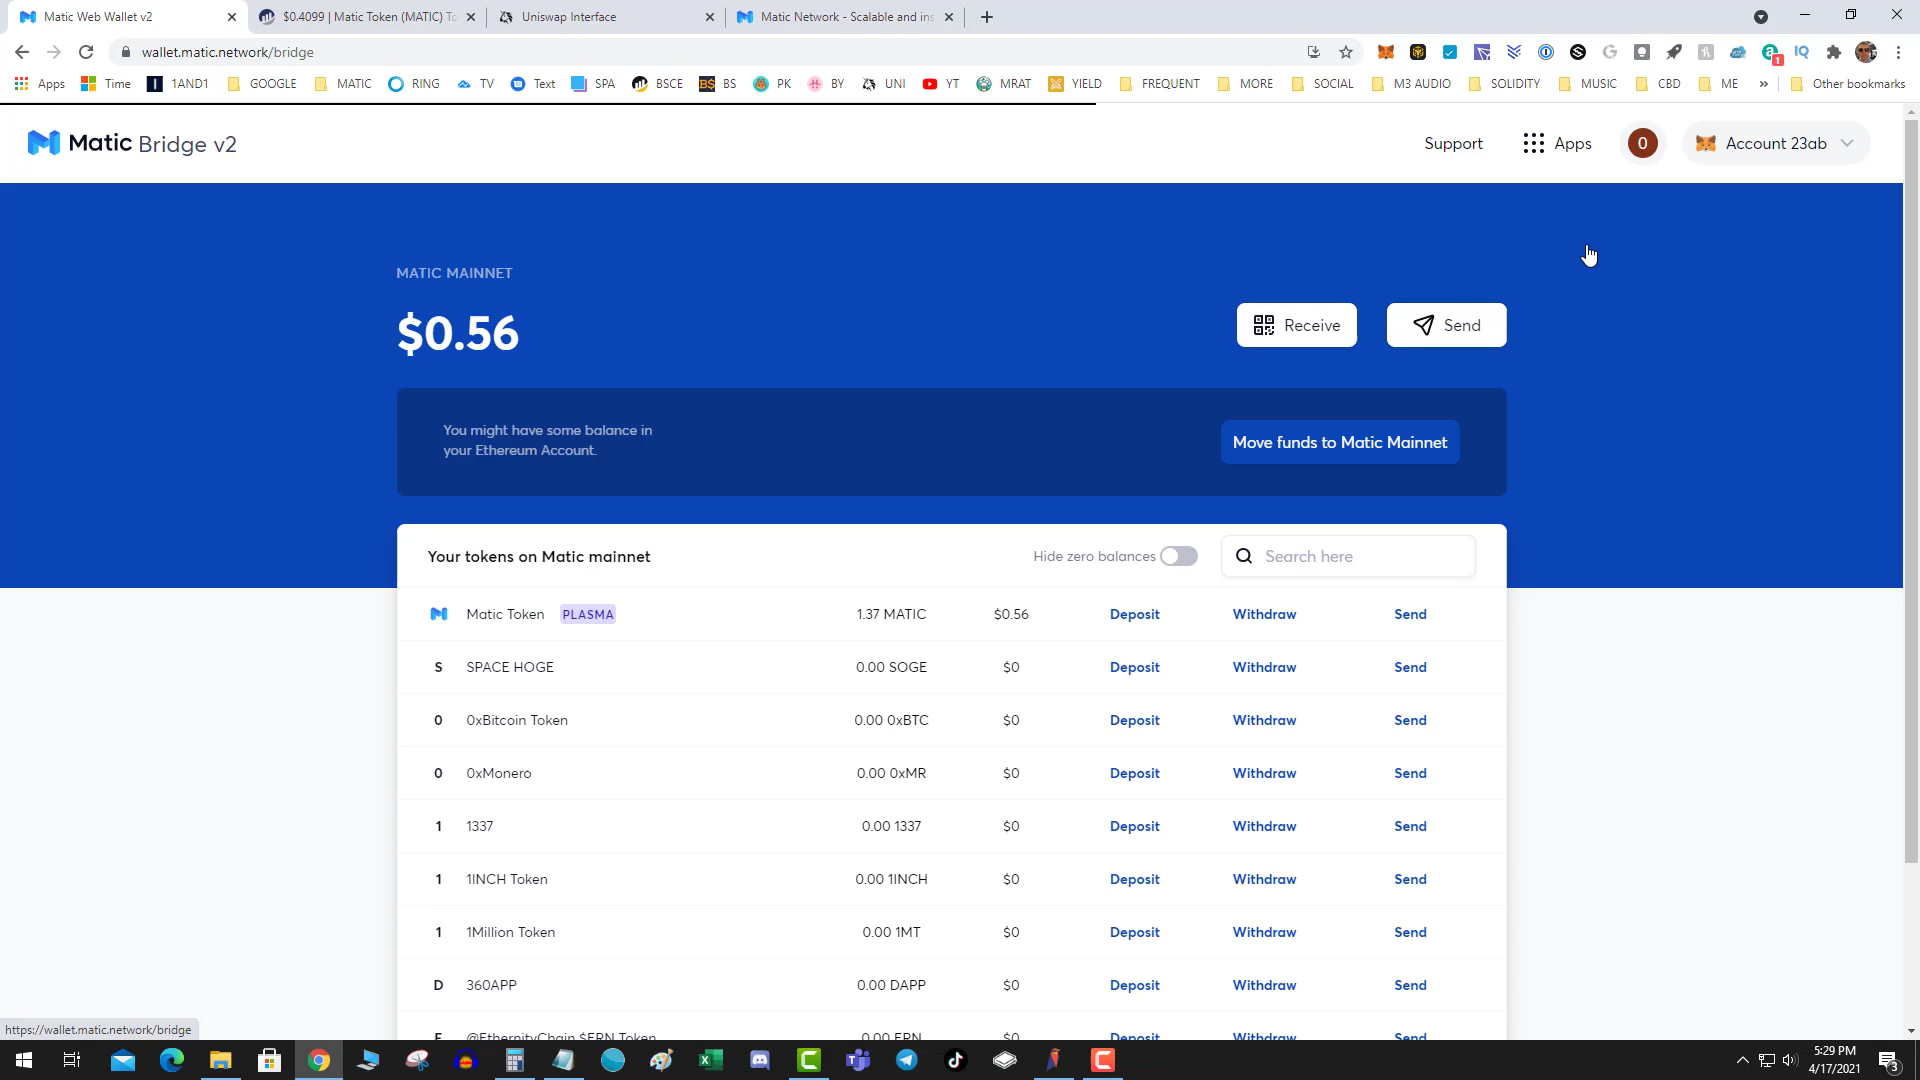 Matic Web Wallet v2
$0.4099 | Matic Token (MATIC) To
Uniswap Interface
Matic Network - Scalable and ins
wallet.matic.network/bridge
Apps
Time
1AND1
GOOGLE
MATIC
RING
TV
Text
SPA
BSCE
BS
PK
BY
UNI
YT
MRAT
YIELD
FREQUENT
MORE
SOCIAL
M3 AUDIO
SOLIDITY
MUSIC
CBD
ME
»
Other bookmarks
Matic Bridge v2
Support
Apps
0
Account 23ab
MATIC MAINNET
$0.56
Receive
Send
You might have some balance in
your Ethereum Account.
Move funds to Matic Mainnet
Your tokens on Matic mainnet
Hide zero balances
Search here
Matic Token PLASMA 1.37 MATIC $0.56 Deposit Withdraw Send
S SPACE HOGE 0.00 SOGE $0 Deposit Withdraw Send
0 0xBitcoin Token 0.00 0xBTC $0 Deposit Withdraw Send
0 0xMonero 0.00 0xMR $0 Deposit Withdraw Send
1 1337 0.00 1337 $0 Deposit Withdraw Send
1 1INCH Token 0.00 1INCH $0 Deposit Withdraw Send
1 1Million Token 0.00 1MT $0 Deposit Withdraw Send
D 360APP 0.00 DAPP $0 Deposit Withdraw Send
E @EthernityChain $ERN Token 0.00 ERN $0
https://wallet.matic.network/bridge
5:29 PM
4/17/2021
3